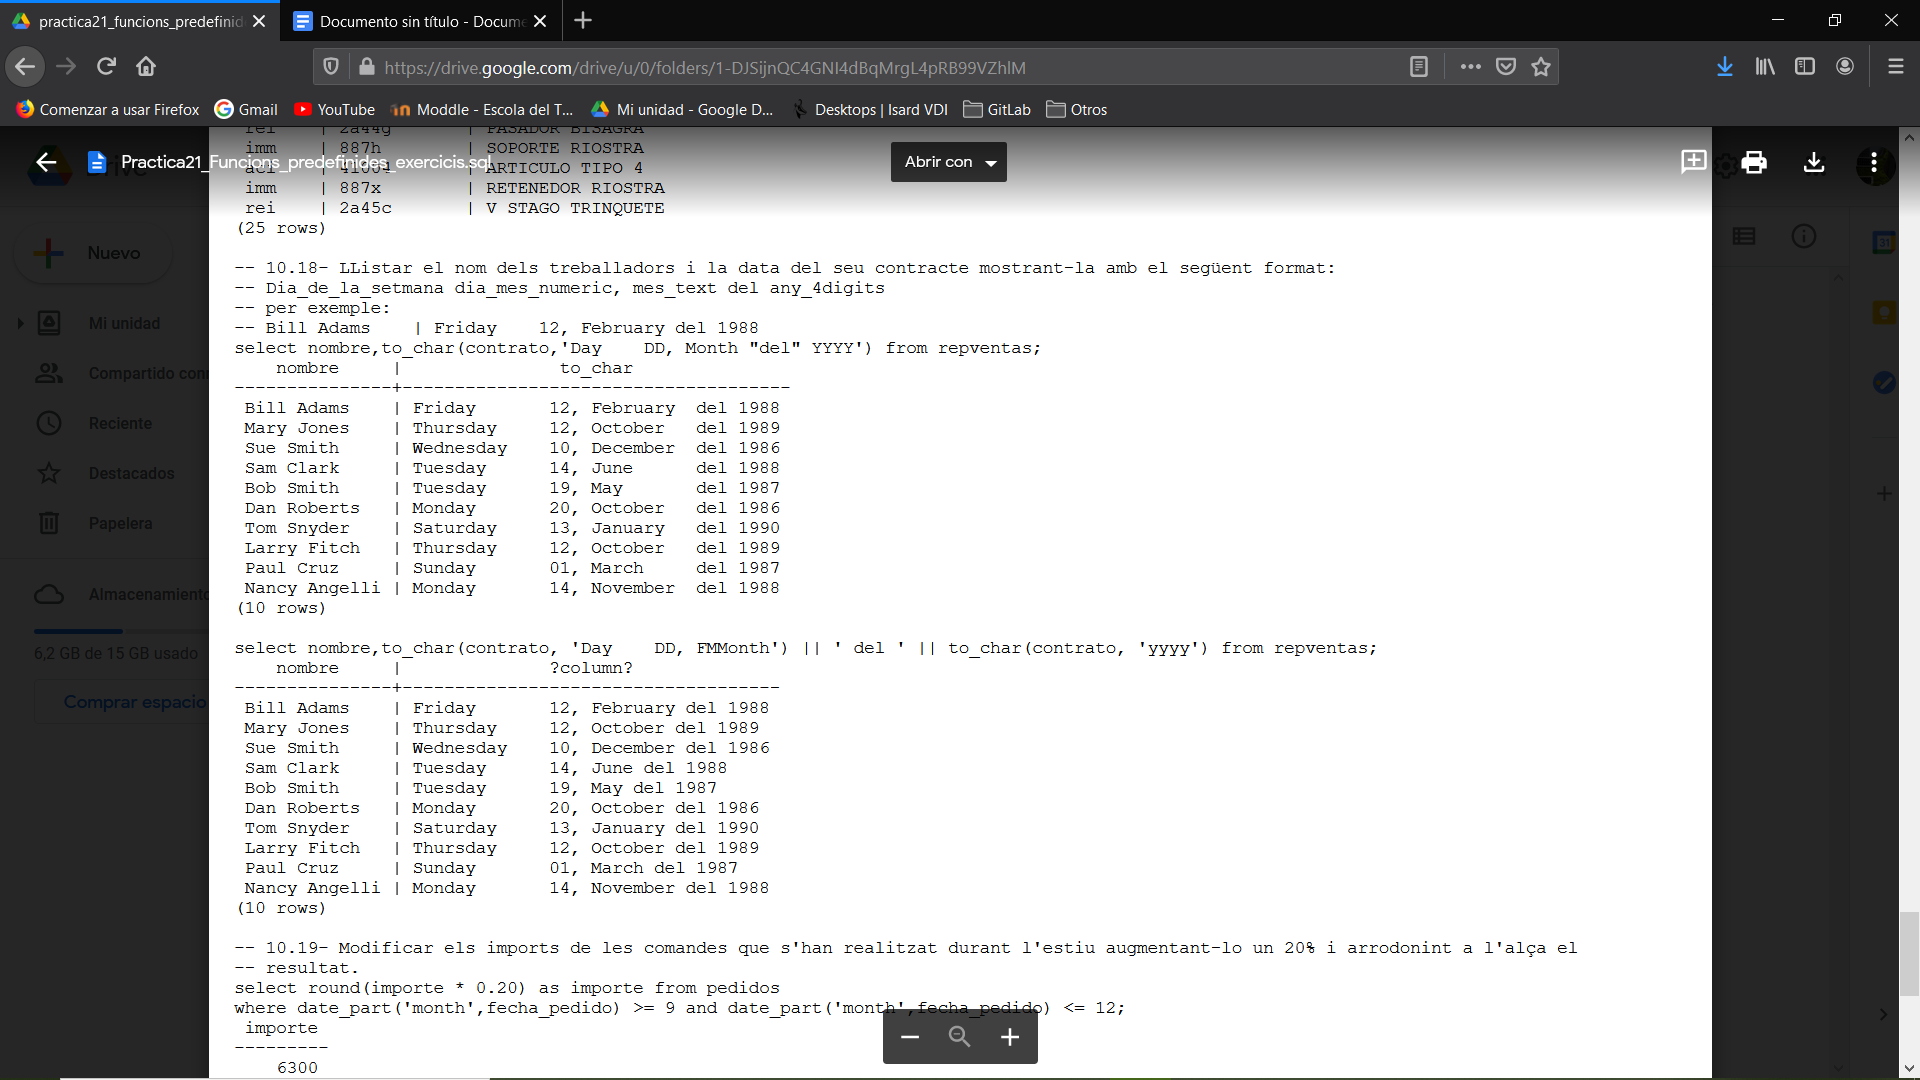 practica21_funcions_predefinid
Documento sin título - Docume
https://drive.google.com/drive/u/0/folders/1-DJSijnQC4GNI4dBqMrgL4pRB99VZhlM
Comenzar a usar Firefox
Gmail
YouTube
Moddle - Escola del T...
Mi unidad - Google D...
Desktops | Isard VDI
GitLab
Otros
rei | 2a44g | PASADOR BISAGRA
imm | 887h | SOPORTE RIOSTRA
Practica21_Funcions_predefinides_exercicis.sql
Abrir con
aci | 41004 | ARTICULO TIPO 4
imm | 887x | RETENEDOR RIOSTRA
rei | 2a45c | V STAGO TRINQUETE
(25 rows)
Nuevo
Mi unidad
Compartido con
Reciente
Destacados
Papelera
Almacenamiento
6,2 GB de 15 GB usado
Comprar espacio
-- 10.18- LListar el nom dels treballadors i la data del seu contracte mostrant-la amb el següent format:
-- Dia_de_la_setmana dia_mes_numeric, mes_text del any_4digits
-- per exemple:
-- Bill Adams | Friday 12, February del 1988
select nombre,to_char(contrato,'Day DD, Month "del" YYYY') from repventas;
nombre | to_char
----------------+-------------------------------------
Bill Adams | Friday 12, February del 1988
Mary Jones | Thursday 12, October del 1989
Sue Smith | Wednesday 10, December del 1986
Sam Clark | Tuesday 14, June del 1988
Bob Smith | Tuesday 19, May del 1987
Dan Roberts | Monday 20, October del 1986
Tom Snyder | Saturday 13, January del 1990
Larry Fitch | Thursday 12, October del 1989
Paul Cruz | Sunday 01, March del 1987
Nancy Angelli | Monday 14, November del 1988
(10 rows)
select nombre,to_char(contrato, 'Day DD, FMMonth') || ' del ' || to_char(contrato, 'yyyy') from repventas;
nombre | ?column?
----------------+------------------------------------
Bill Adams | Friday 12, February del 1988
Mary Jones | Thursday 12, October del 1989
Sue Smith | Wednesday 10, December del 1986
Sam Clark | Tuesday 14, June del 1988
Bob Smith | Tuesday 19, May del 1987
Dan Roberts | Monday 20, October del 1986
Tom Snyder | Saturday 13, January del 1990
Larry Fitch | Thursday 12, October del 1989
Paul Cruz | Sunday 01, March del 1987
Nancy Angelli | Monday 14, November del 1988
(10 rows)
-- 10.19- Modificar els imports de les comandes que s'han realitzat durant l'estiu augmentant-lo un 20% i arrodonint a l'alça el
-- resultat.
select round(importe * 0.20) as importe from pedidos
where date_part('month',fecha_pedido) >= 9 and date_part('month',fecha_pedido) <= 12;
importe
---------
6300